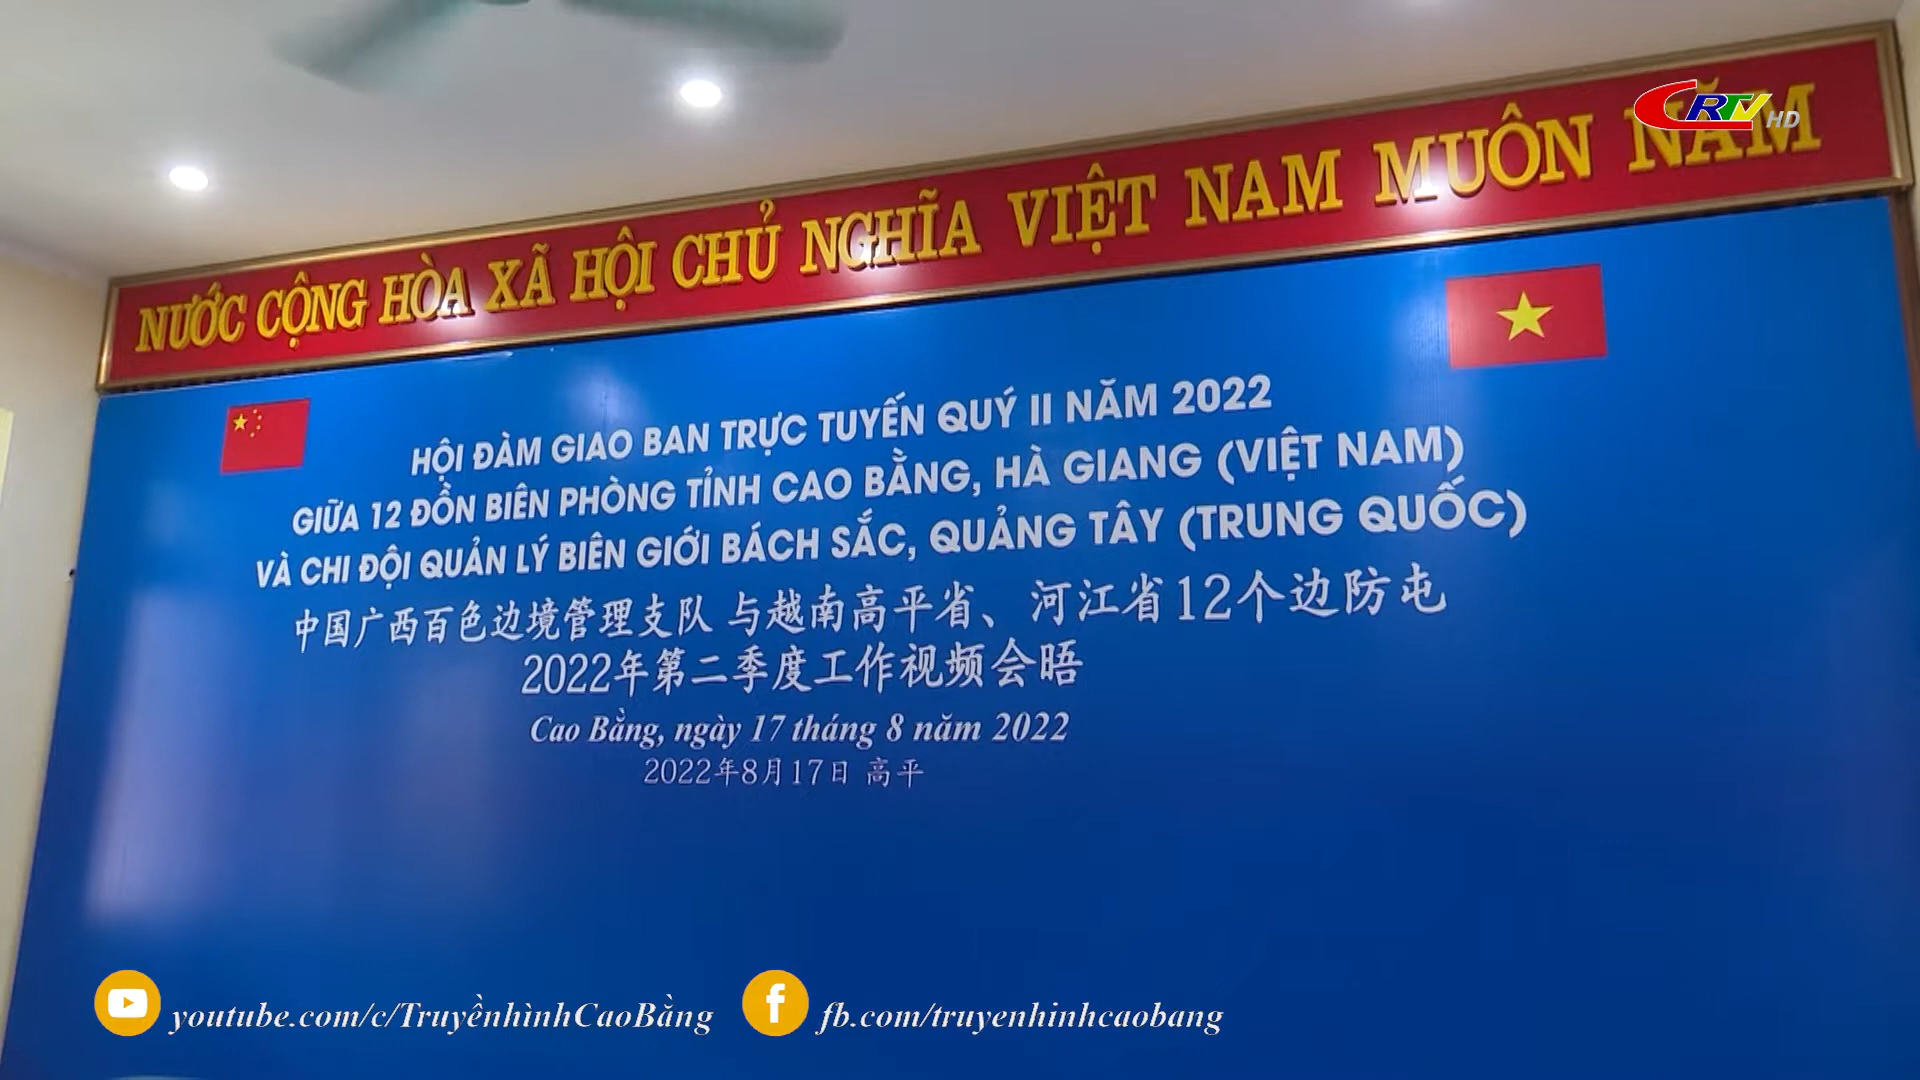 CRTV HD
NƯỚC CỘNG HÒA XÃ HỘI CHỦ NGHĨA VIỆT NAM MUÔN NĂM
HỘI ĐÀM GIAO BAN TRỰC TUYẾN QUÝ II NĂM 2022
GIỮA 12 ĐỒN BIÊN PHÒNG TỈNH CAO BẰNG, HÀ GIANG (VIỆT NAM)
VÀ CHI ĐỘI QUẢN LÝ BIÊN GIỚI BÁCH SẮC, QUẢNG TÂY (TRUNG QUỐC)
中国广西百色边境管理支队 与越南高平省、河江省12个边防屯
2022年第二季度工作视频会晤
Cao Bằng, ngày 17 tháng 8 năm 2022
2022年8月17日 高平
youtube.com/c/TruyềnhìnhCaoBằng fb.com/truyenhinhcaobang